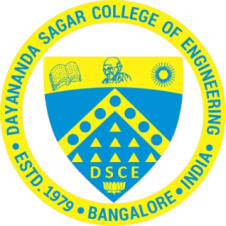 • DAYANANDA SAGAR COLLEGE OF ENGINEERING •
ESTD. 1979 • BANGALORE • INDIA
DSCE